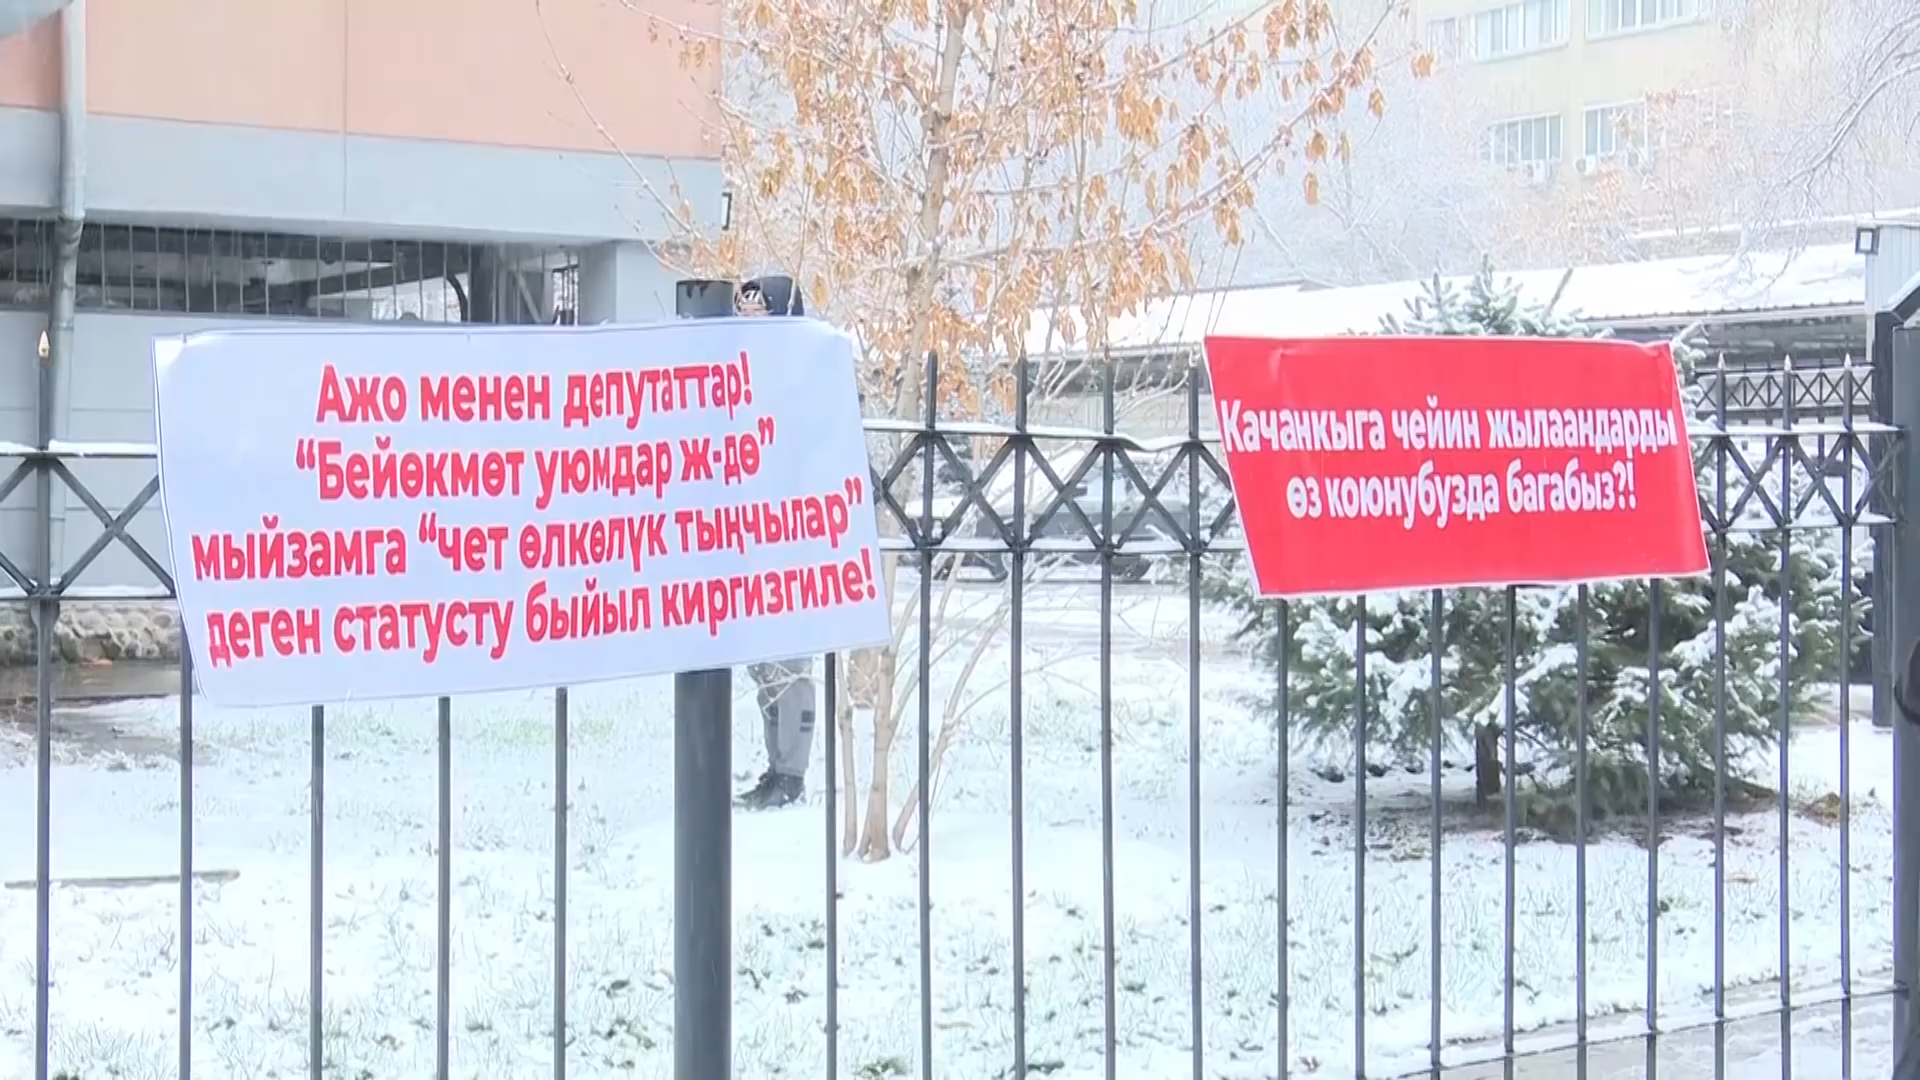 Ажо менен депутаттар!
“Бейөкмөт уюмдар ж-дө”
мыйзамга “чет өлкөлүк тыңчылар”
деген статусту быйыл киргизгиле!
Качанкыга чейин жылаандарды
өз коюнубузда багабыз?!